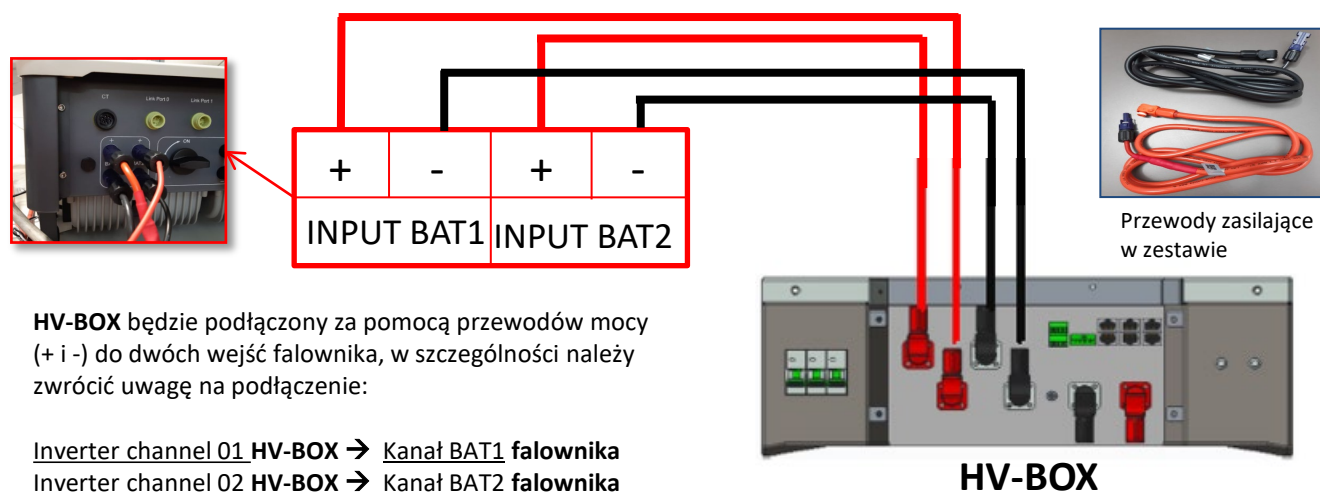 CT
Link Port 0
Link Port 1
ON
+ - + -
INPUT BAT1 INPUT BAT2
Przewody zasilające
w zestawie
HV-BOX będzie podłączony za pomocą przewodów mocy
(+ i -) do dwóch wejść falownika, w szczególności należy
zwrócić uwagę na podłączenie:
Inverter channel 01 HV-BOX → Kanał BAT1 falownika
Inverter channel 02 HV-BOX → Kanał BAT2 falownika
HV-BOX